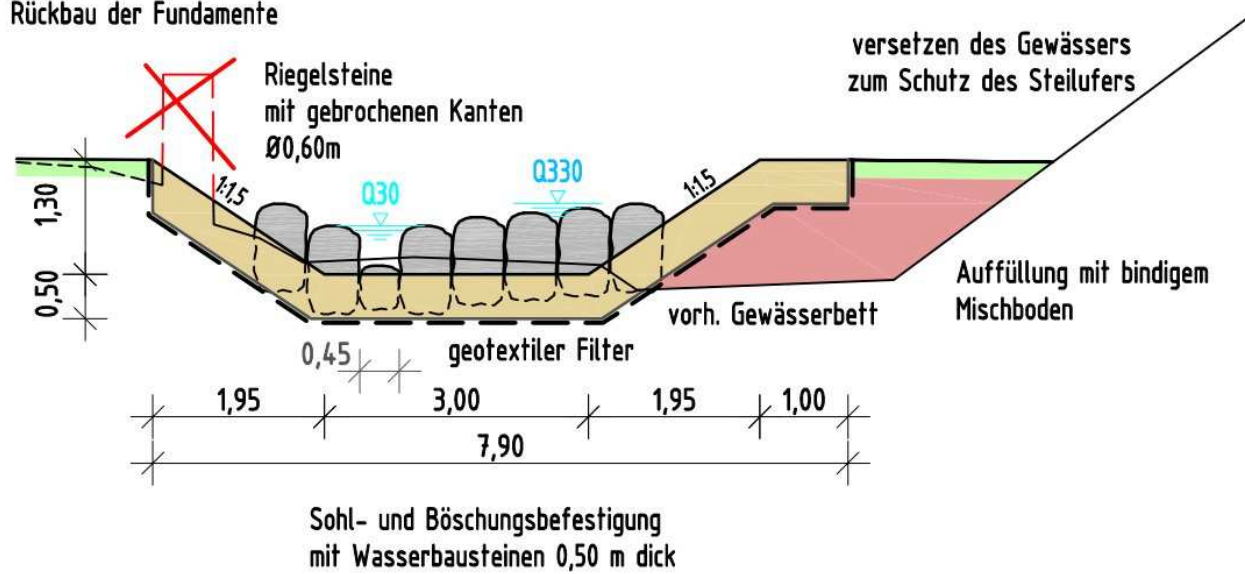 Rückbau der Fundamente
versetzen des Gewässers
zum Schutz des Steilufers
Riegelsteine
mit gebrochenen Kanten
Ø0,60m
Q30
Q330
1:1,5
1:1.5
1,30
0,50
Auffüllung mit bindigem
Mischboden
vorh. Gewässerbett
0,45
geotextiler Filter
1,95
3,00
1,95
1,00
7,90
Sohl- und Böschungsbefestigung
mit Wasserbausteinen 0,50 m dick